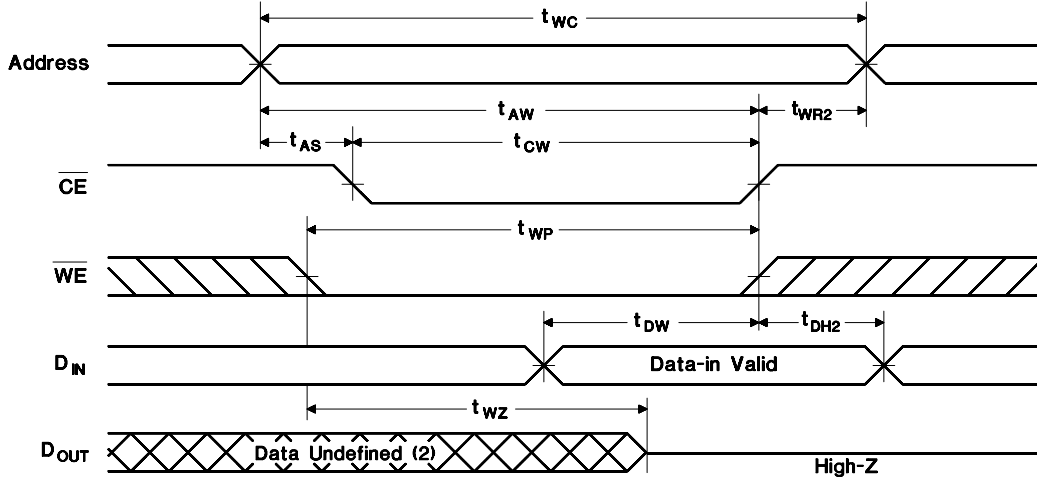 tWC
Address
tAW tWR2
tAS tCW
CE
tWP
WE
tDW tDH2
DIN Data-in Valid
tWZ
DOUT Data Undefined (2)
High-Z